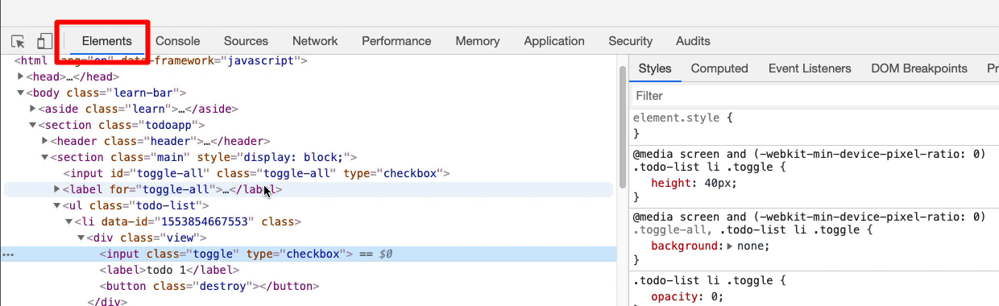 Elements Console Sources Network Performance Memory Application Security Audits
<html lang="en" data-framework="javascript">
<head>…</head>
<body class="learn-bar">
<aside class="learn">…</aside>
<section class="todoapp">
<header class="header">…</header>
<section class="main" style="display: block;">
<input id="toggle-all" class="toggle-all" type="checkbox">
<label for="toggle-all">…</label>
<ul class="todo-list">
<li data-id="1553854667553" class>
<div class="view">
… <input class="toggle" type="checkbox"> == $0
<label>todo 1</label>
<button class="destroy"></button>
</div>
Styles Computed Event Listeners DOM Breakpoints
Filter
element.style {
}
@media screen and (-webkit-min-device-pixel-ratio: 0)
.todo-list li .toggle {
height: 40px;
}
@media screen and (-webkit-min-device-pixel-ratio: 0)
.toggle-all, .todo-list li .toggle {
background: none;
}
.todo-list li .toggle {
opacity: 0;